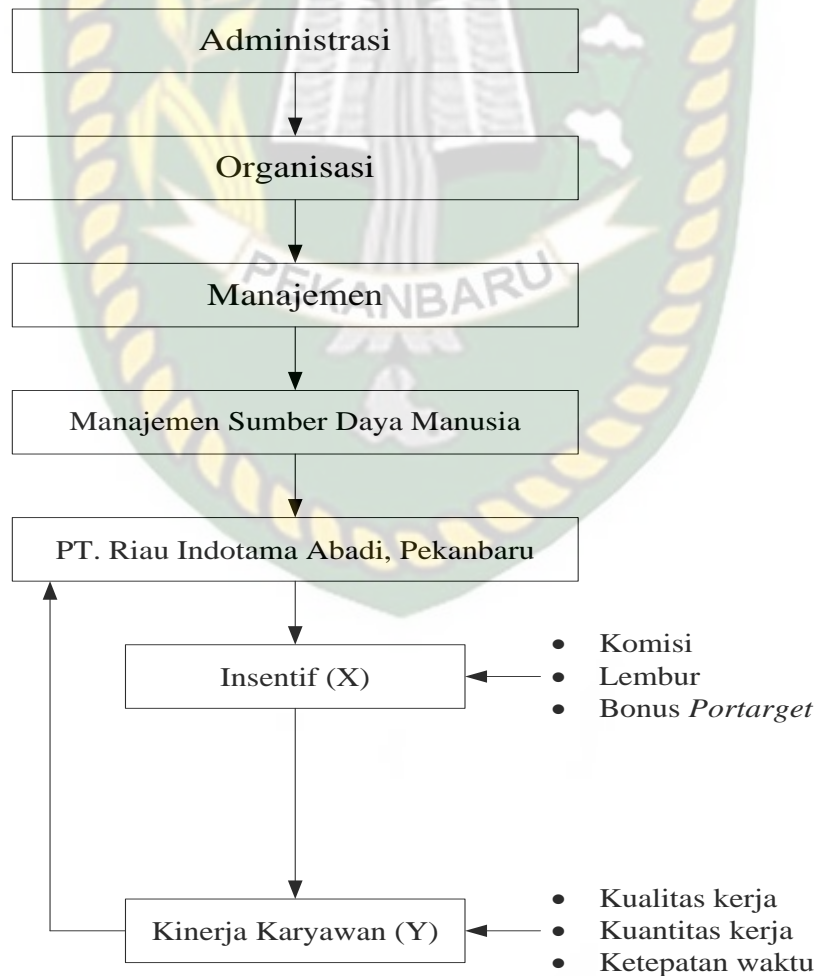 Administrasi
Organisasi
PEKANBARU
Manajemen
Manajemen Sumber Daya Manusia
PT. Riau Indotama Abadi, Pekanbaru
Insentif (X)
• Komisi
• Lembur
• Bonus Portarget
Kinerja Karyawan (Y)
• Kualitas kerja
• Kuantitas kerja
• Ketepatan waktu